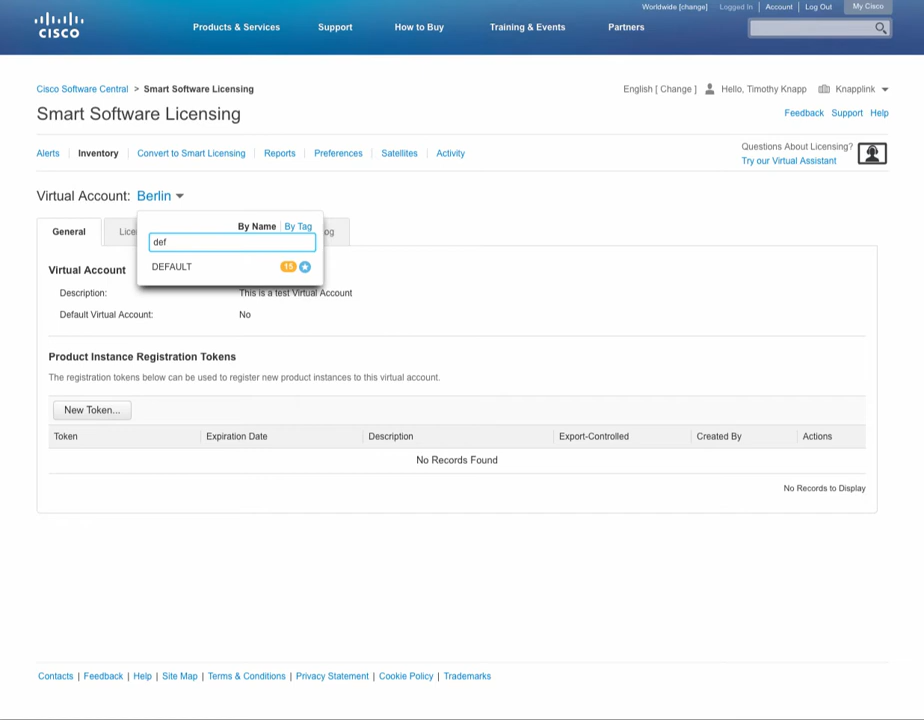 Worldwide [change] Logged In Account Log Out My Cisco
CISCO
Products & Services Support How to Buy Training & Events Partners
Cisco Software Central > Smart Software Licensing
English [ Change ] Hello, Timothy Knapp Knapplink
Smart Software Licensing
Feedback Support Help
Alerts Inventory Convert to Smart Licensing Reports Preferences Satellites Activity
Questions About Licensing?
Try our Virtual Assistant
Virtual Account: Berlin
General Lice og
By Name By Tag
def
DEFAULT 15
Virtual Account
Description: This is a test Virtual Account
Default Virtual Account: No
Product Instance Registration Tokens
The registration tokens below can be used to register new product instances to this virtual account.
New Token...
Token Expiration Date Description Export-Controlled Created By Actions
No Records Found
No Records to Display
Contacts | Feedback | Help | Site Map | Terms & Conditions | Privacy Statement | Cookie Policy | Trademarks